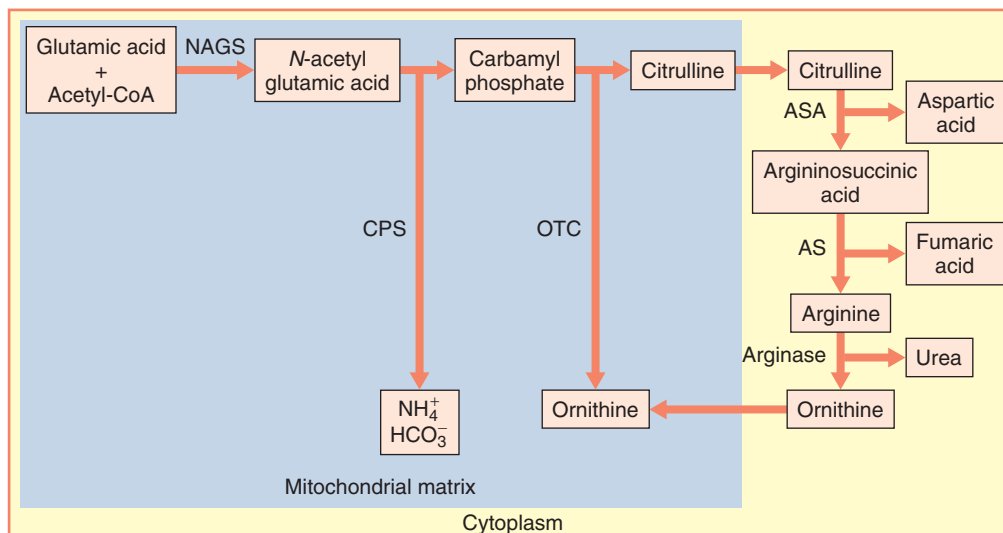 Glutamic acid
+
Acetyl-CoA
NAGS
N-acetyl
glutamic acid
Carbamyl
phosphate
Citrulline
Citrulline
ASA
Aspartic
acid
Argininosuccinic
acid
CPS
OTC
AS
Fumaric
acid
Arginine
Arginase
Urea
NH₄⁺
HCO₃⁻
Ornithine
Ornithine
Mitochondrial matrix
Cytoplasm